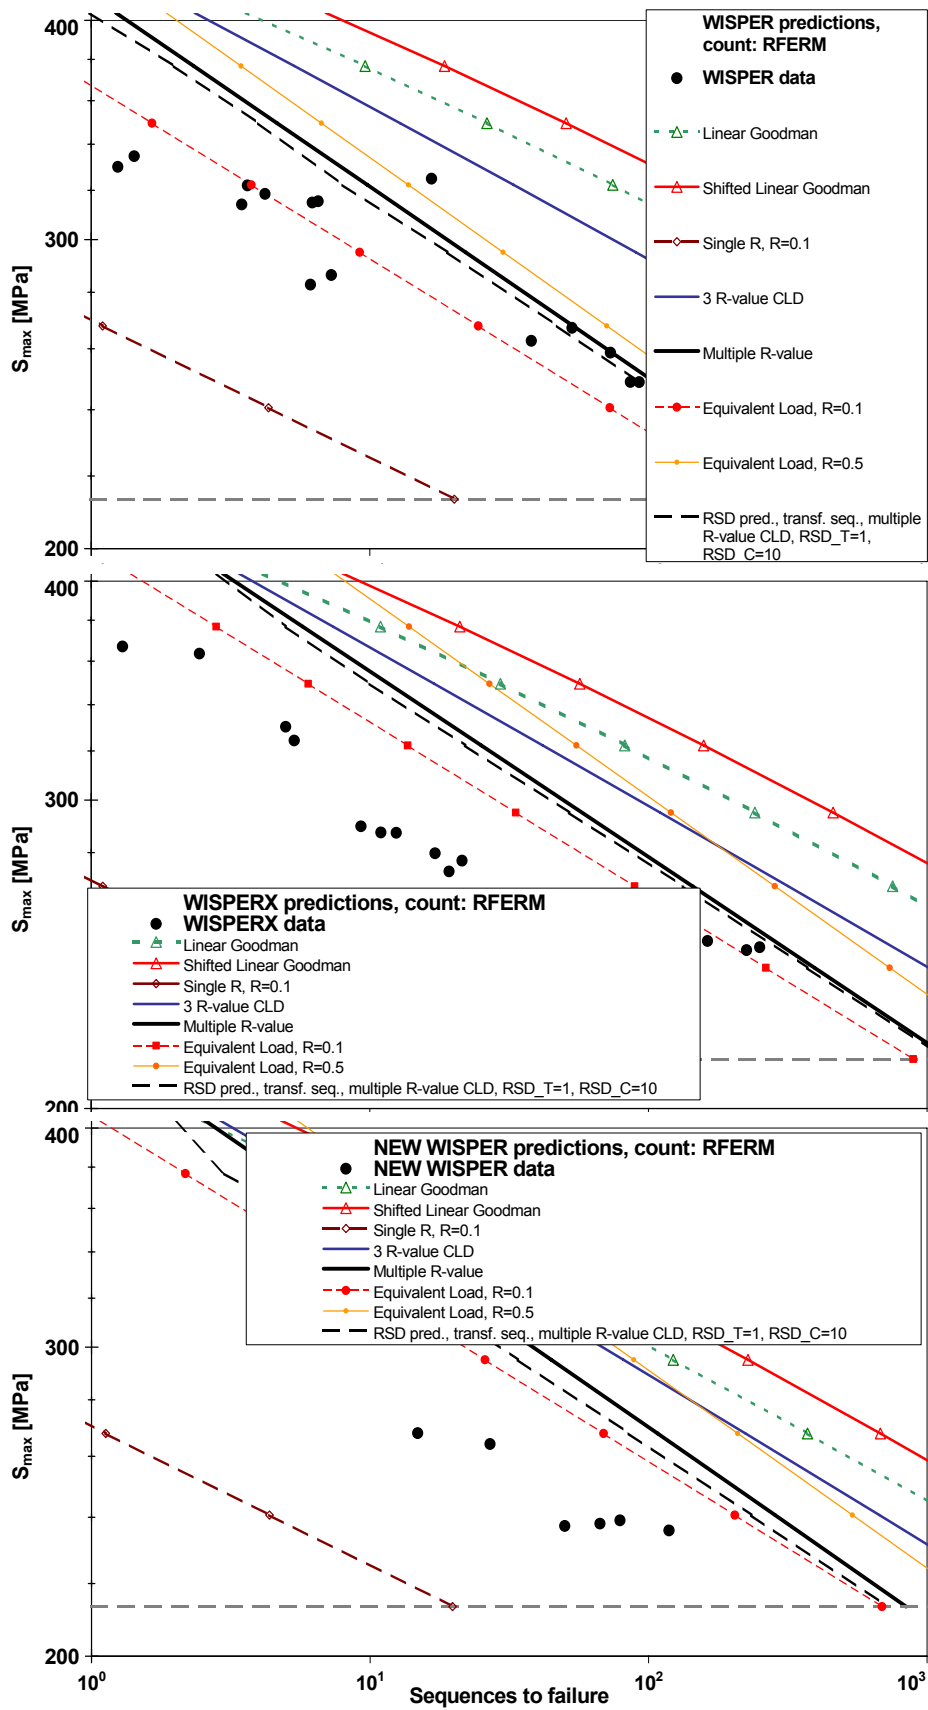 400
300
200
S_max [MPa]
WISPER predictions,
count: RFERM
WISPER data
Linear Goodman
Shifted Linear Goodman
Single R, R=0.1
3 R-value CLD
Multiple R-value
Equivalent Load, R=0.1
Equivalent Load, R=0.5
RSD pred., transf. seq., multiple
R-value CLD, RSD_T=1,
RSD_C=10
400
300
200
S_max [MPa]
WISPERX predictions, count: RFERM
WISPERX data
Linear Goodman
Shifted Linear Goodman
Single R, R=0.1
3 R-value CLD
Multiple R-value
Equivalent Load, R=0.1
Equivalent Load, R=0.5
RSD pred., transf. seq., multiple R-value CLD, RSD_T=1, RSD_C=10
400
300
200
S_max [MPa]
NEW WISPER predictions, count: RFERM
NEW WISPER data
Linear Goodman
Shifted Linear Goodman
Single R, R=0.1
3 R-value CLD
Multiple R-value
Equivalent Load, R=0.1
Equivalent Load, R=0.5
RSD pred., transf. seq., multiple R-value CLD, RSD_T=1, RSD_C=10
10⁰ 10¹ 10² 10³
Sequences to failure